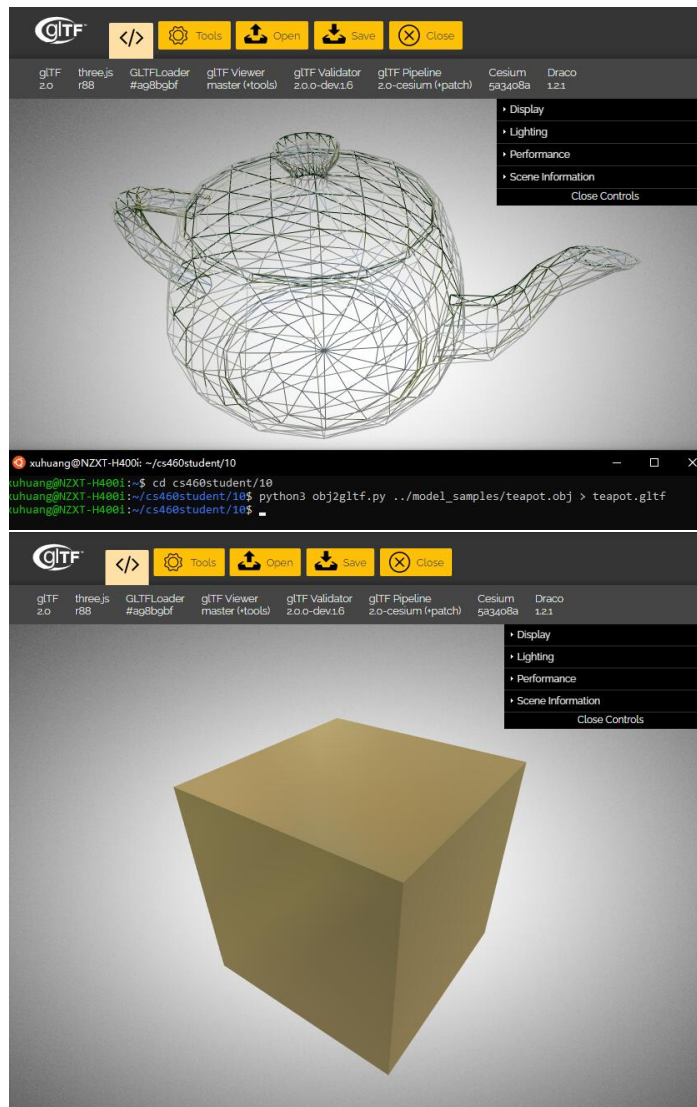 glTF™
</>
Tools
Open
Save
Close
glTF three.js GLTFLoader glTF Viewer glTF Validator glTF Pipeline Cesium Draco
2.0 r88 #a98b9bf master (+tools) 2.0.0-dev.1.6 2.0-cesium (+patch) 5a3408a 1.2.1
Display
Lighting
Performance
Scene Information
Close Controls
xuhuang@NZXT-H400i: ~/cs460student/10
xuhuang@NZXT-H400i:~$ cd cs460student/10
xuhuang@NZXT-H400i:~/cs460student/10$ python3 obj2gltf.py ../model_samples/teapot.obj > teapot.gltf
xuhuang@NZXT-H400i:~/cs460student/10$
glTF™
</>
Tools
Open
Save
Close
glTF three.js GLTFLoader glTF Viewer glTF Validator glTF Pipeline Cesium Draco
2.0 r88 #a98b9bf master (+tools) 2.0.0-dev.1.6 2.0-cesium (+patch) 5a3408a 1.2.1
Display
Lighting
Performance
Scene Information
Close Controls